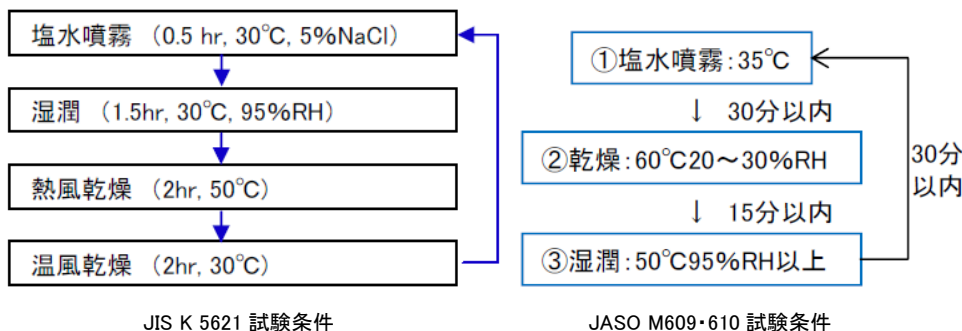 塩水噴霧 (0.5 hr, 30℃, 5%NaCl)
湿潤 (1.5hr, 30℃, 95%RH)
熱風乾燥 (2hr, 50℃)
温風乾燥 (2hr, 30℃)
JIS K 5621 試験条件
①塩水噴霧:35℃
↓ 30分以内
②乾燥:60℃20～30%RH
↓ 15分以内
③湿潤:50℃95%RH以上
30分
以内
JASO M609・610 試験条件